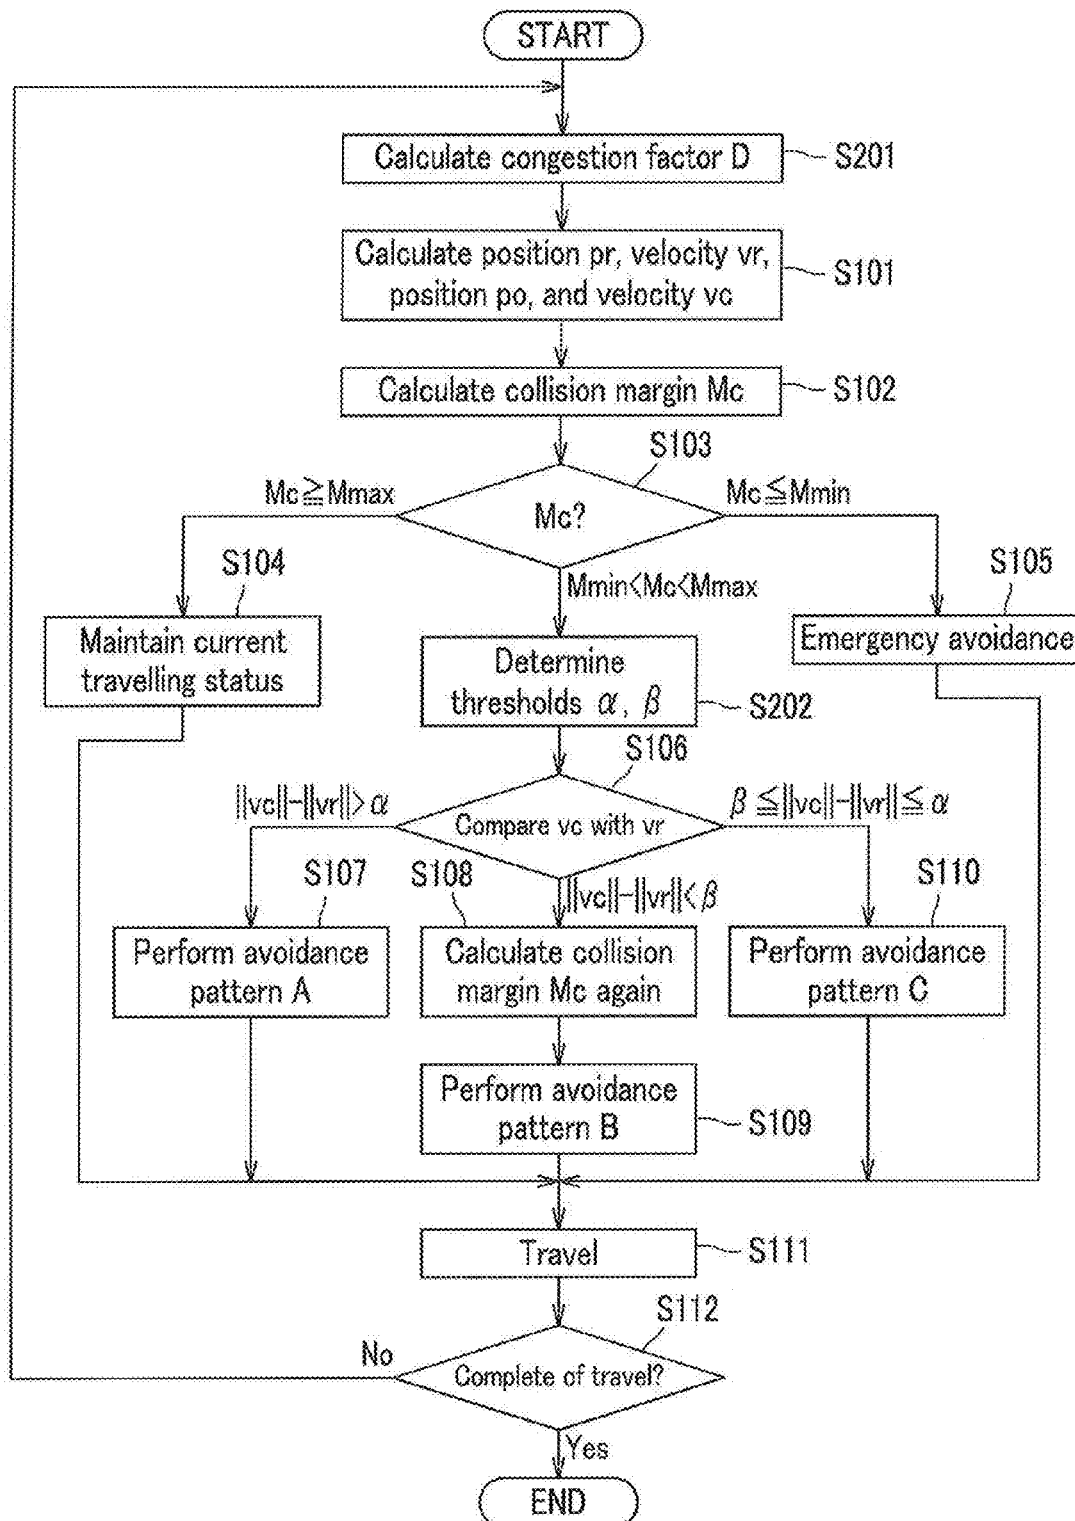 START
Calculate congestion factor D
S201
Calculate position pr, velocity vr,
position po, and velocity vc
S101
Calculate collision margin Mc
S102
S103
Mc≧Mmax
Mc?
Mc≦Mmin
S104
Mmin<Mc<Mmax
S105
Maintain current
travelling status
Determine
thresholds α, β
S202
Emergency avoidance
S106
||vc||-||vr||>α
Compare vc with vr
β≦||vc||-||vr||≦α
S107
S108
||vc||-||vr||<β
S110
Perform avoidance
pattern A
Calculate collision
margin Mc again
Perform avoidance
pattern C
Perform avoidance
pattern B
S109
Travel
S111
S112
No
Complete of travel?
Yes
END